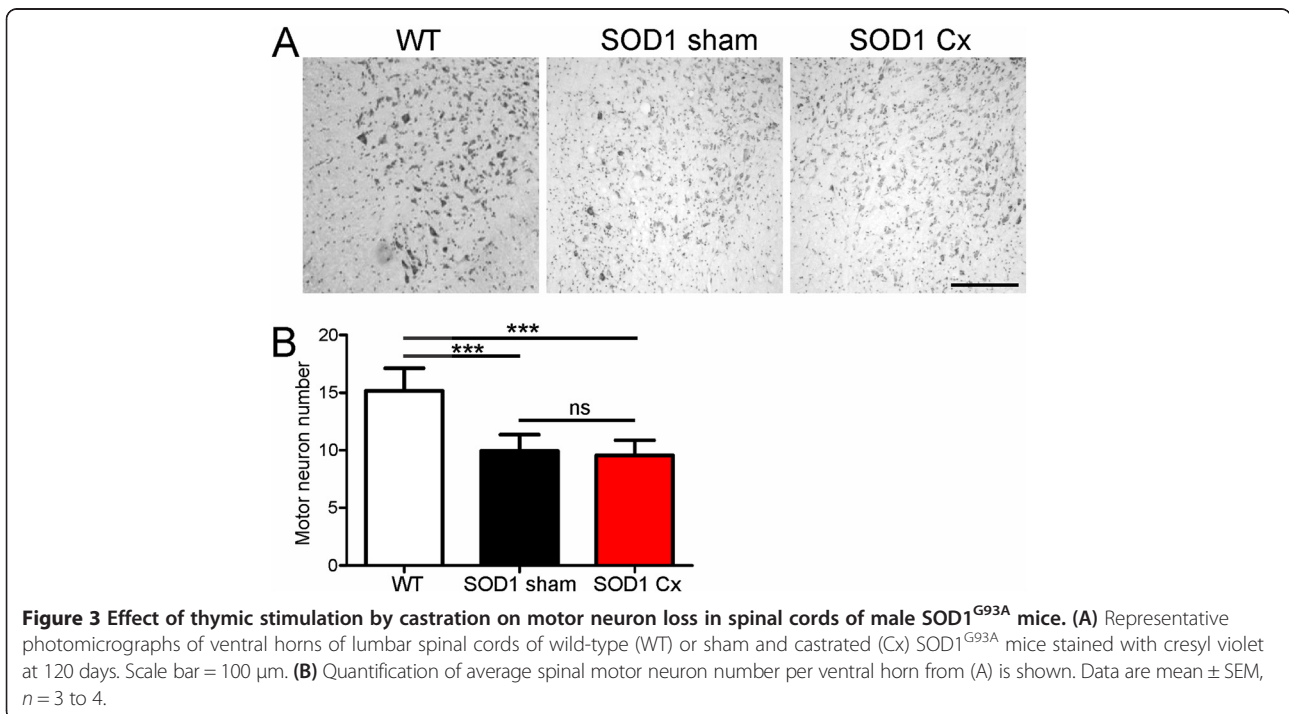 A
WT
SOD1 sham
SOD1 Cx
B
Motor neuron number
20
15
10
5
0
***
***
ns
WT
SOD1 sham
SOD1 Cx
Figure 3 Effect of thymic stimulation by castration on motor neuron loss in spinal cords of male SOD1^G93A mice. (A) Representative
photomicrographs of ventral horns of lumbar spinal cords of wild-type (WT) or sham and castrated (Cx) SOD1^G93A mice stained with cresyl violet
at 120 days. Scale bar = 100 μm. (B) Quantification of average spinal motor neuron number per ventral horn from (A) is shown. Data are mean ± SEM,
n = 3 to 4.